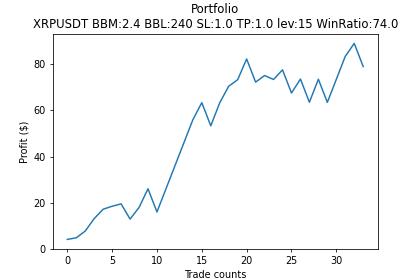 Portfolio
XRPUSDT BBM:2.4 BBL:240 SL:1.0 TP:1.0 lev:15 WinRatio:74.0
80
60
40
20
0
Profit ($)
0 5 10 15 20 25 30
Trade counts